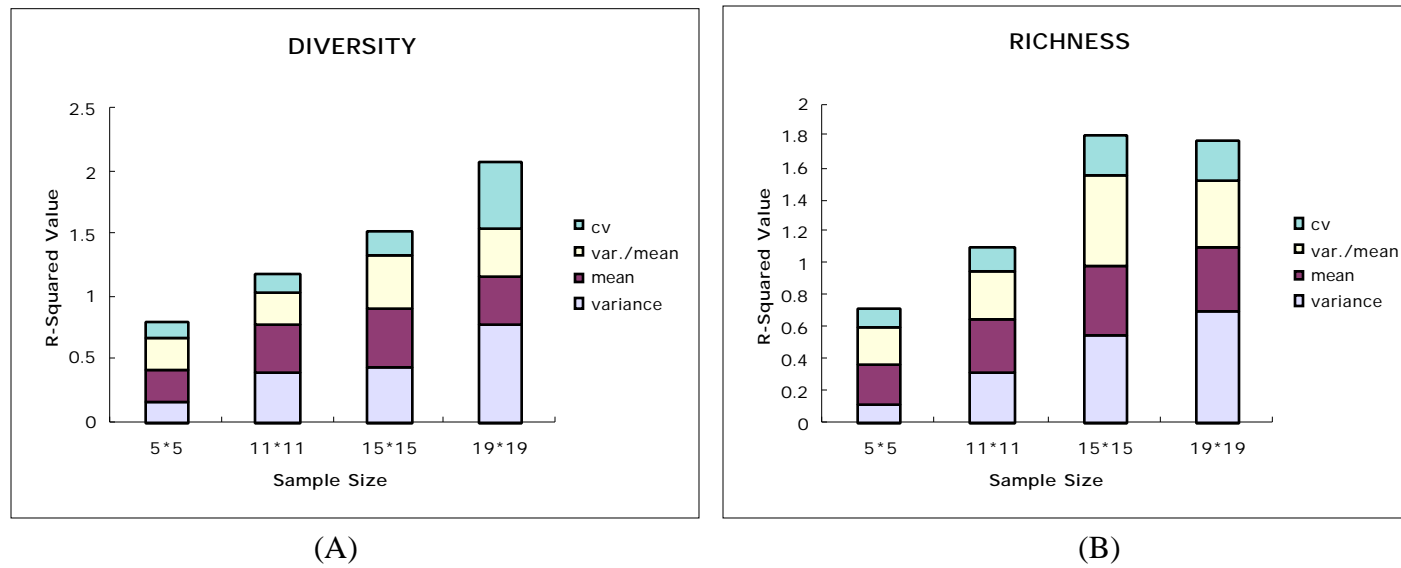 DIVERSITY
2.5
2
1.5
1
0.5
0
R-Squared Value
5*5 11*11 15*15 19*19
Sample Size
cv
var./mean
mean
variance
(A)
RICHNESS
2
1.8
1.6
1.4
1.2
1
0.8
0.6
0.4
0.2
0
R-Squared Value
5*5 11*11 15*15 19*19
Sample Size
cv
var./mean
mean
variance
(B)